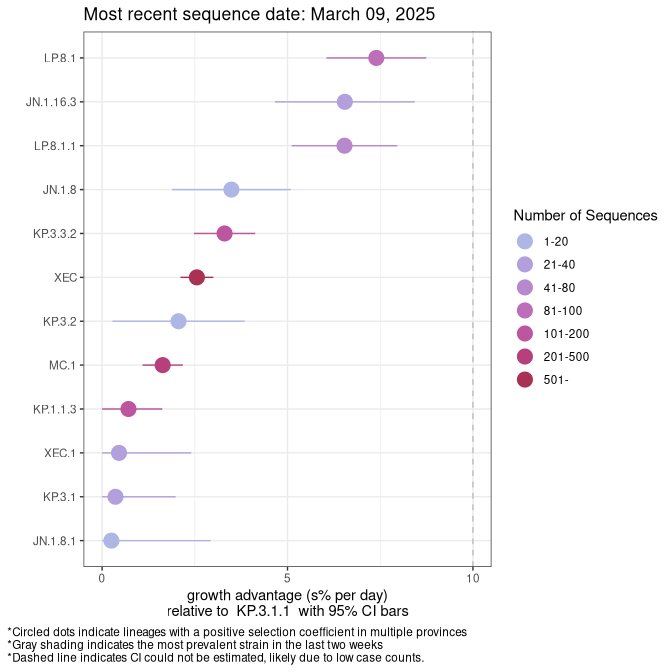 Most recent sequence date: March 09, 2025
LP.8.1
JN.1.16.3
LP.8.1.1
JN.1.8
KP.3.3.2
XEC
KP.3.2
MC.1
KP.1.1.3
XEC.1
KP.3.1
JN.1.8.1
0 5 10
growth advantage (s% per day)
relative to KP.3.1.1 with 95% CI bars
Number of Sequences
1-20
21-40
41-80
81-100
101-200
201-500
501-
*Circled dots indicate lineages with a positive selection coefficient in multiple provinces
*Gray shading indicates the most prevalent strain in the last two weeks
*Dashed line indicates CI could not be estimated, likely due to low case counts.